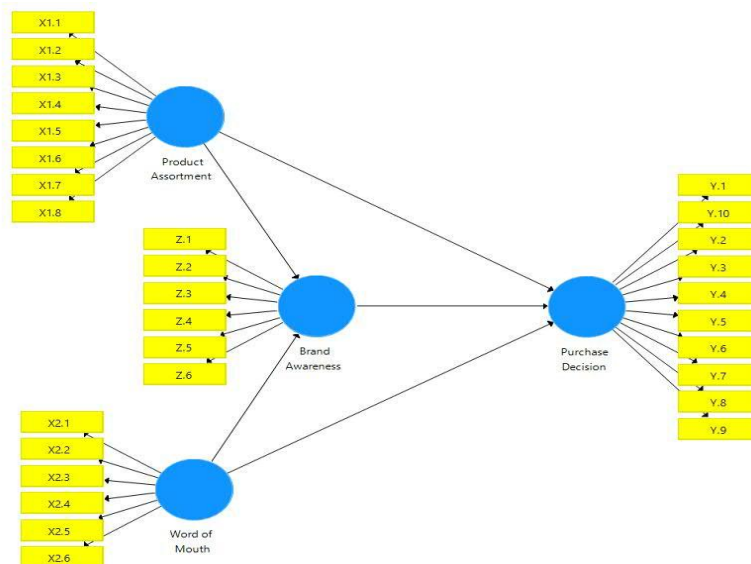 X1.1
X1.2
X1.3
X1.4
X1.5
X1.6
X1.7
X1.8
Product
Assortment
Z.1
Z.2
Z.3
Z.4
Z.5
Z.6
Brand
Awareness
X2.1
X2.2
X2.3
X2.4
X2.5
X2.6
Word of
Mouth
Y.1
Y.10
Y.2
Y.3
Y.4
Y.5
Y.6
Y.7
Y.8
Y.9
Purchase
Decision